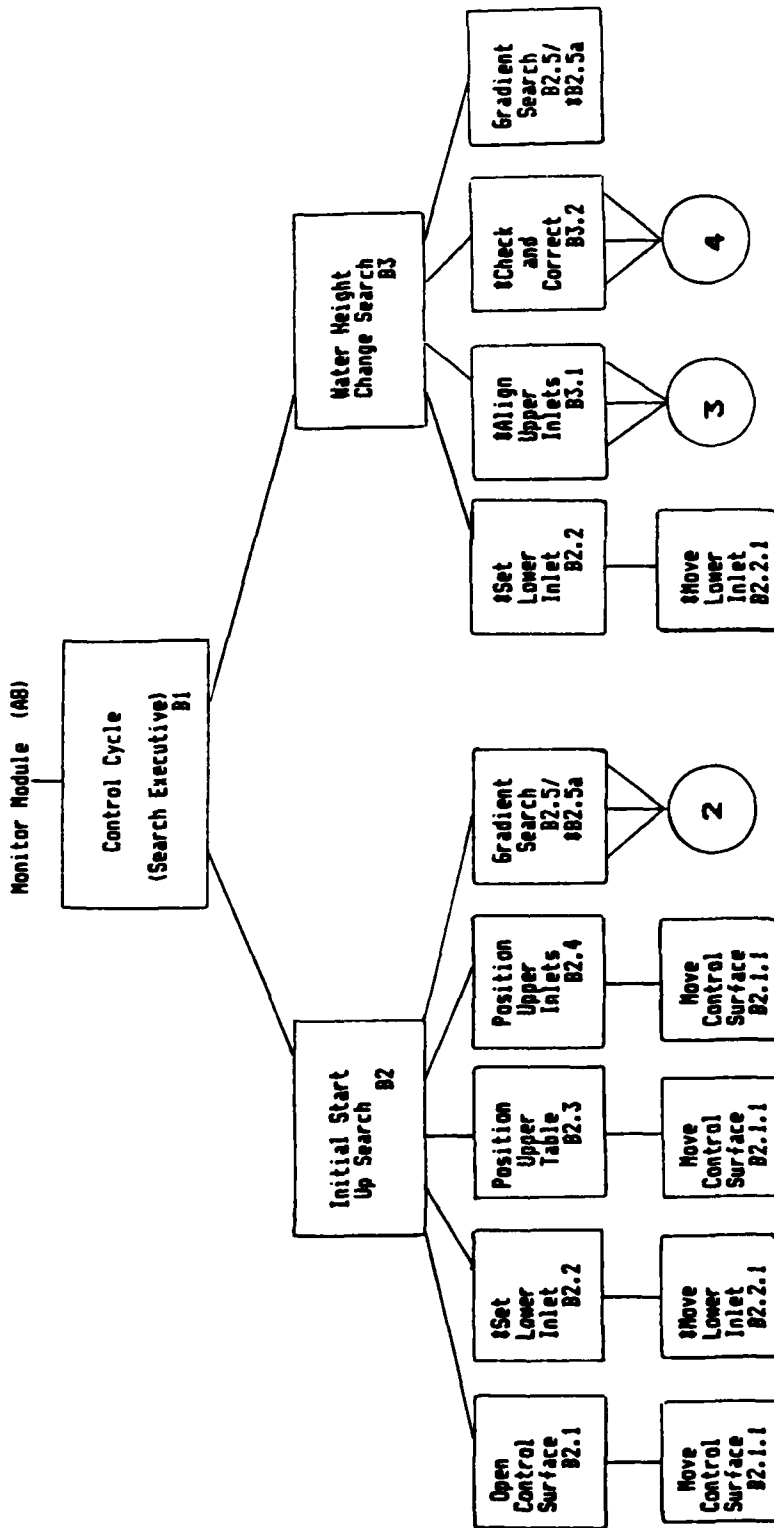 Monitor Module (A8)
Control Cycle
(Search Executive)
B1
Initial Start
Up Search
B2
Water Height
Change Search
B3
Open
Control
Surface
B2.1
‡Set
Lower
Inlet
B2.2
Position
Upper
Table
B2.3
Position
Upper
Inlets
B2.4
Gradient
Search
B2.5/
‡B2.5a
‡Set
Lower
Inlet
B2.2
‡Align
Upper
Inlets
B3.1
‡Check
and
Correct
B3.2
Gradient
Search
B2.5/
‡B2.5a
Move
Control
Surface
B2.1.1
‡Move
Lower
Inlet
B2.2.1
Move
Control
Surface
B2.1.1
Move
Control
Surface
B2.1.1
2
‡Move
Lower
Inlet
B2.2.1
3
4